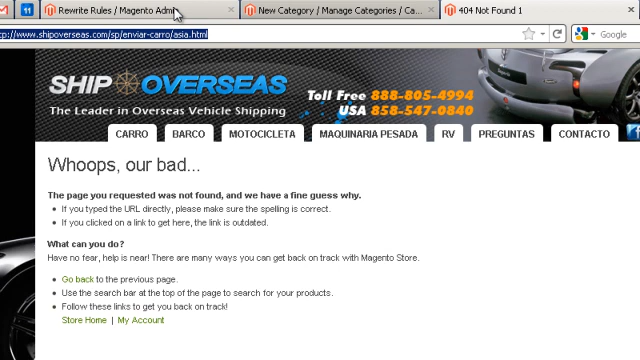 Rewrite Rules / Magento Admi
New Category / Manage Categories / Ca...
404 Not Found 1
tp://www.shipoverseas.com/sp/enviar-carro/asia.html
Google
SHIP OVERSEAS
The Leader in Overseas Vehicle Shipping
Toll Free 888-805-4994
USA 858-547-0840
CARRO BARCO MOTOCICLETA MAQUINARIA PESADA RV PREGUNTAS CONTACTO
Whoops, our bad...
The page you requested was not found, and we have a fine guess why.
If you typed the URL directly, please make sure the spelling is correct.
If you clicked on a link to get here, the link is outdated.
What can you do?
Have no fear, help is near! There are many ways you can get back on track with Magento Store.
Go back to the previous page.
Use the search bar at the top of the page to search for your products.
Follow these links to get you back on track!
Store Home | My Account